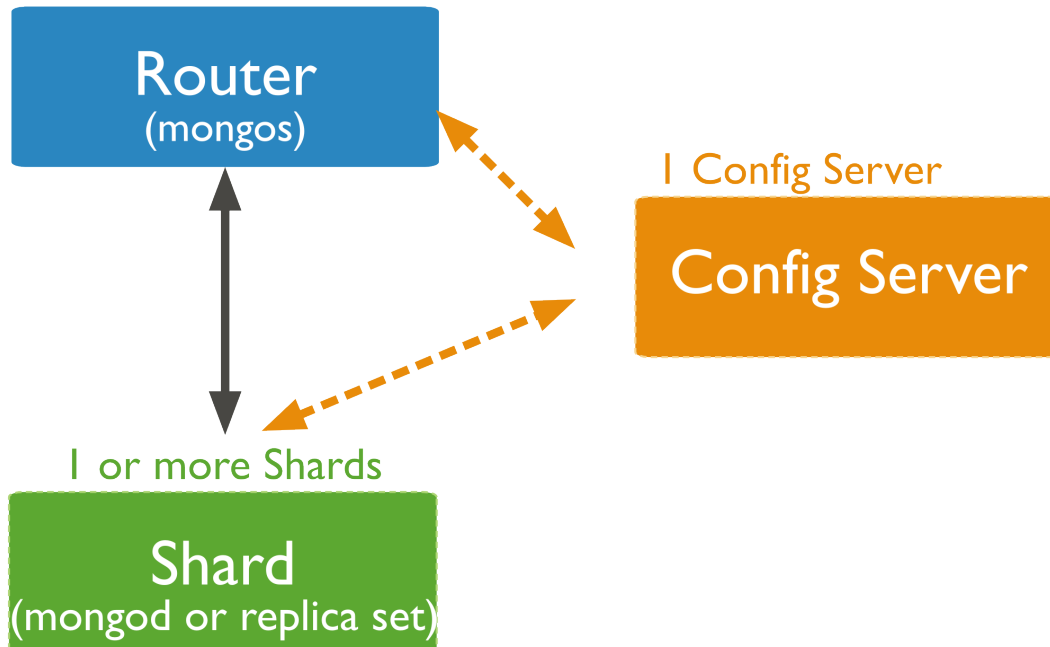 Router
(mongos)
1 Config Server
Config Server
1 or more Shards
Shard
(mongod or replica set)